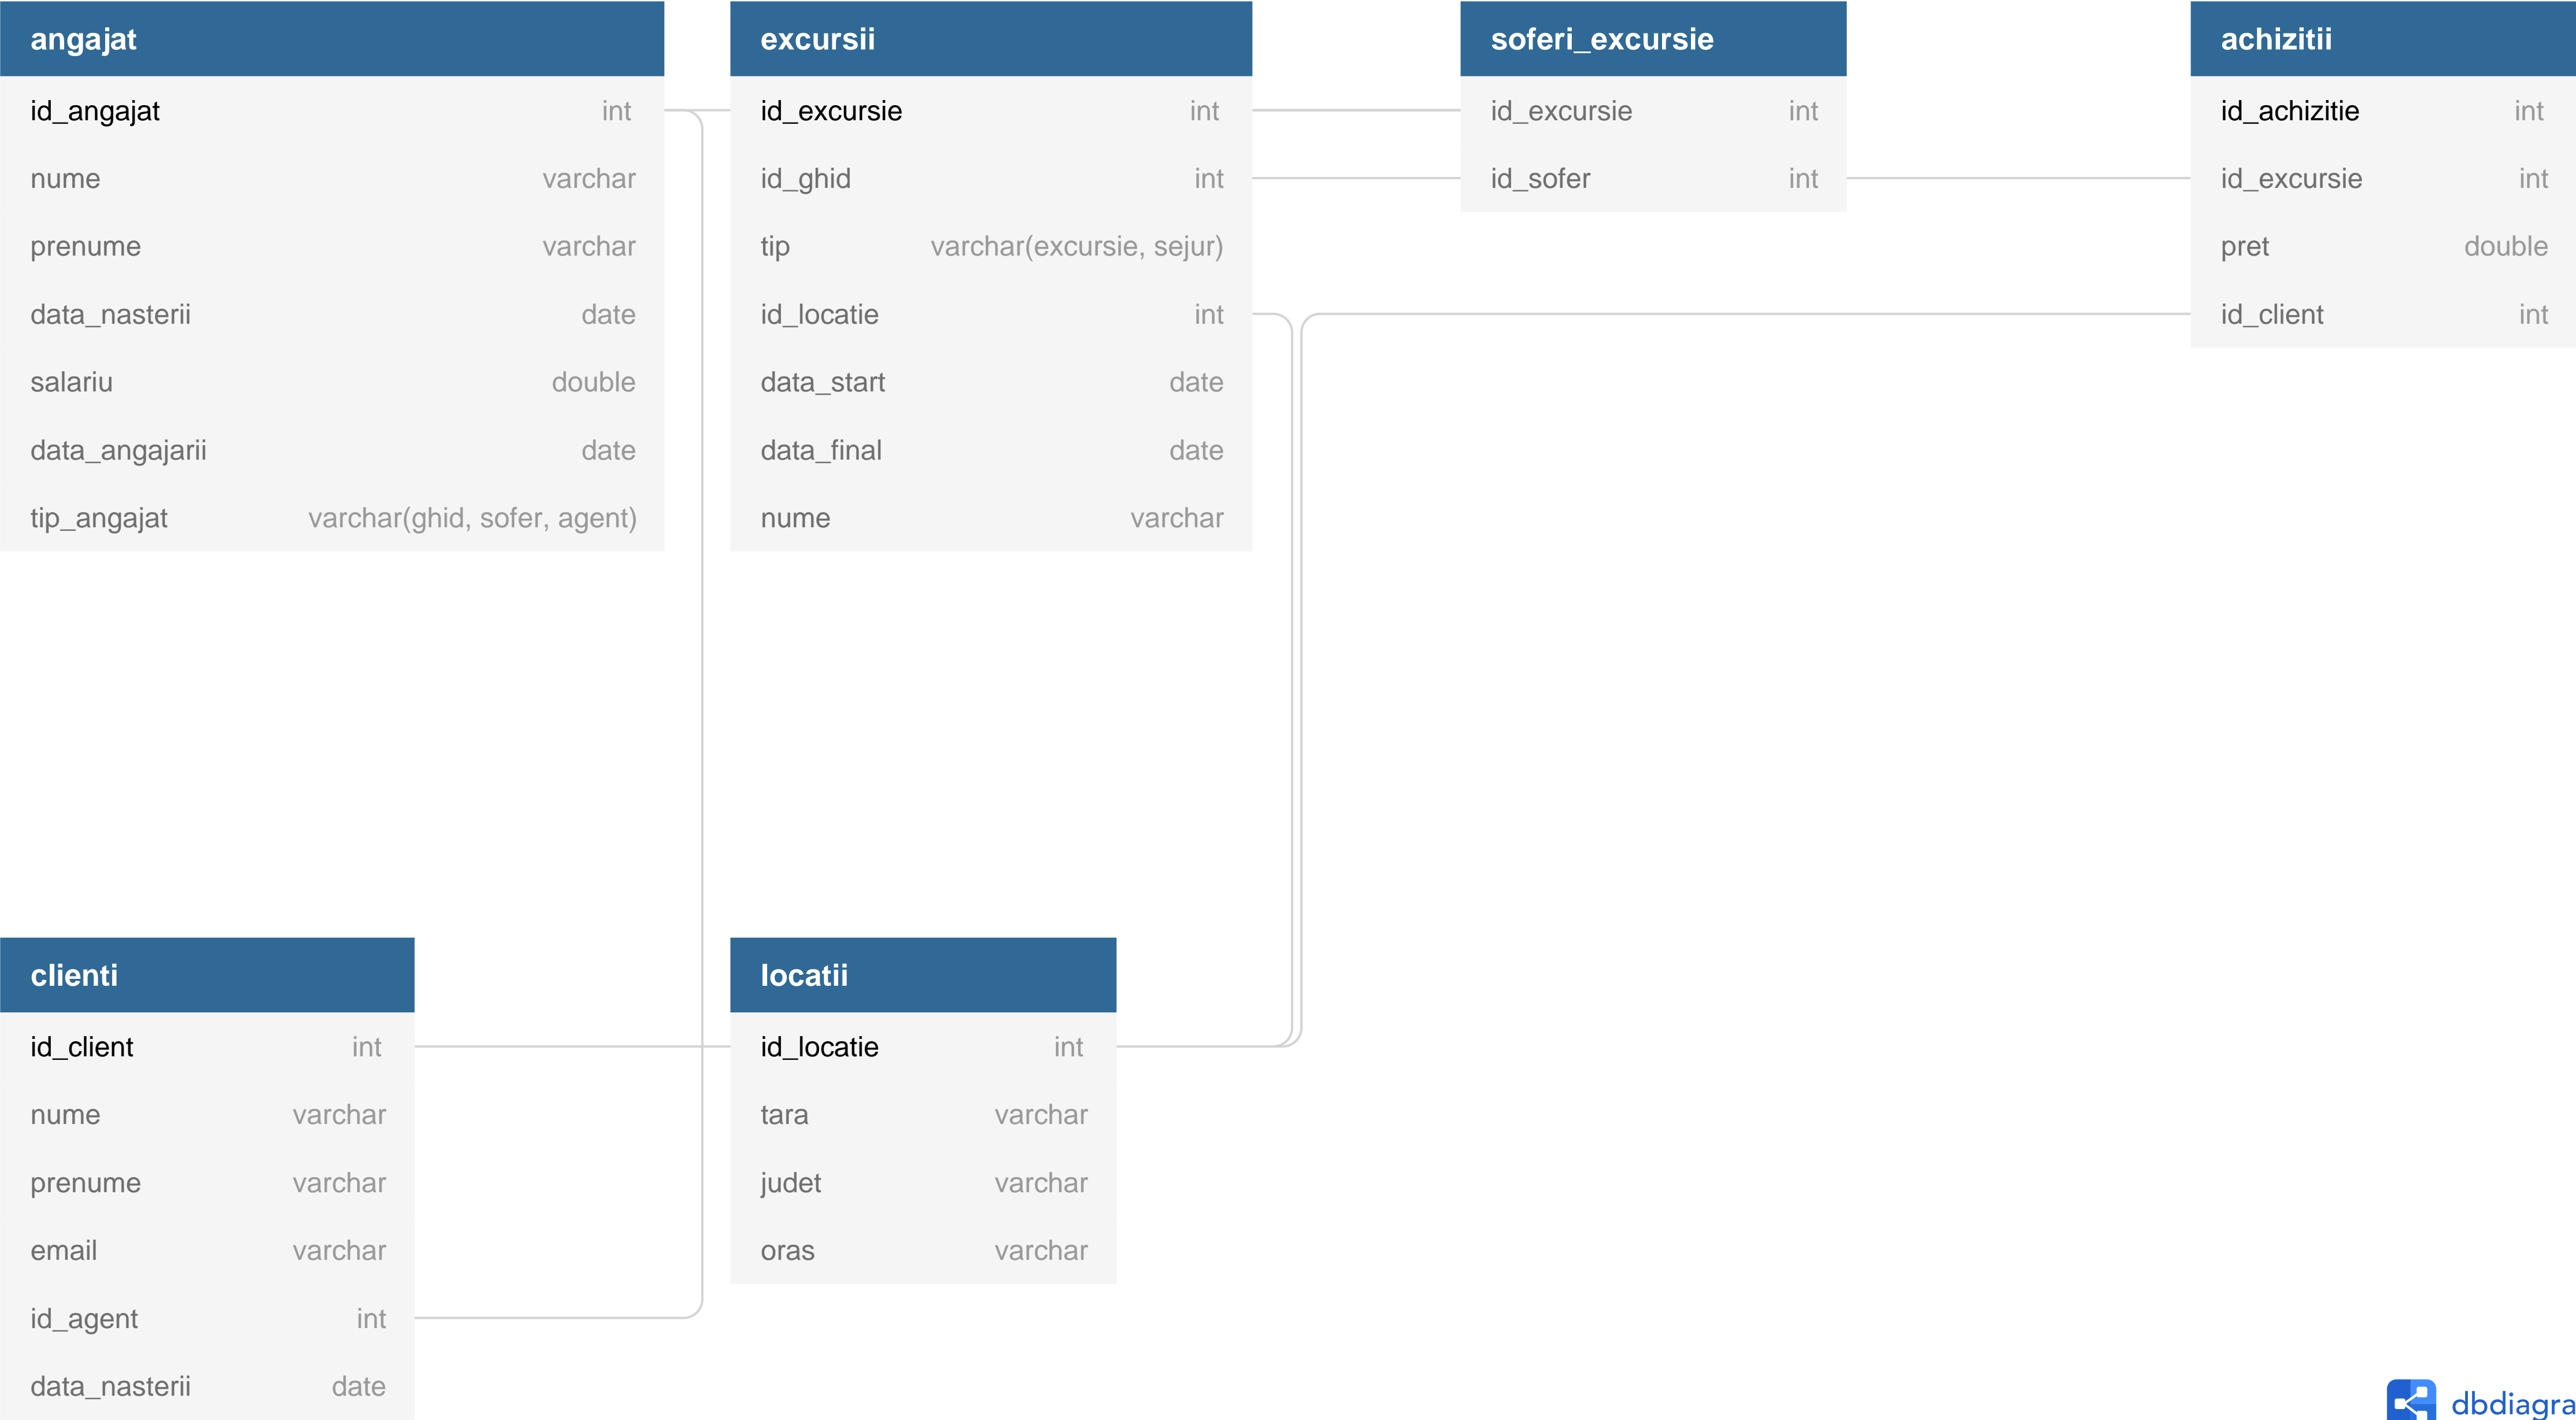 angajat
id_angajat int
nume varchar
prenume varchar
data_nasterii date
salariu double
data_angajarii date
tip_angajat varchar(ghid, sofer, agent)
excursii
id_excursie int
id_ghid int
tip varchar(excursie, sejur)
id_locatie int
data_start date
data_final date
nume varchar
soferi_excursie
id_excursie int
id_sofer int
achizitii
id_achizitie int
id_excursie int
pret double
id_client int
clienti
id_client int
nume varchar
prenume varchar
email varchar
id_agent int
data_nasterii date
locatii
id_locatie int
tara varchar
judet varchar
oras varchar
dbdiagra